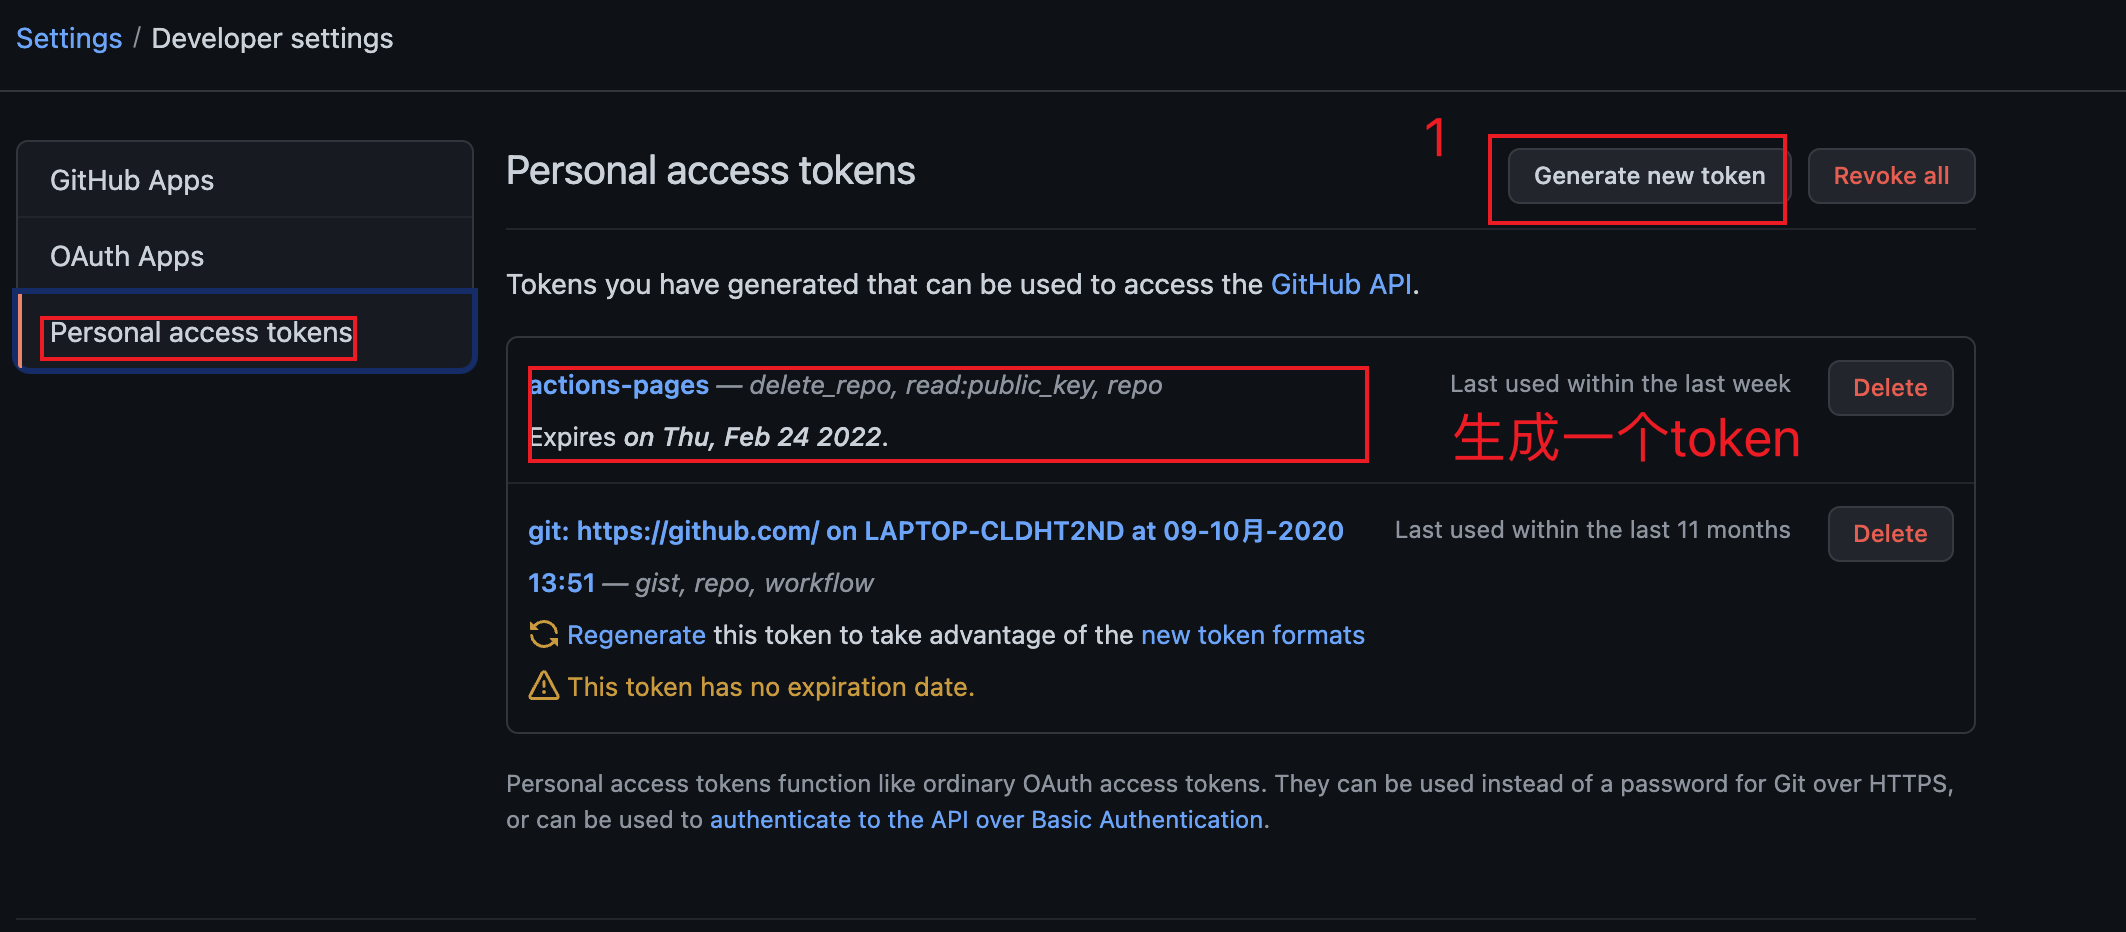 Settings / Developer settings
GitHub Apps
OAuth Apps
Personal access tokens
Personal access tokens
1
Generate new token
Revoke all
Tokens you have generated that can be used to access the GitHub API.
actions-pages — delete_repo, read:public_key, repo
Expires on Thu, Feb 24 2022.
Last used within the last week
Delete
生成一个token
git: https://github.com/ on LAPTOP-CLDHT2ND at 09-10月-2020
13:51 — gist, repo, workflow
Last used within the last 11 months
Delete
Regenerate this token to take advantage of the new token formats
This token has no expiration date.
Personal access tokens function like ordinary OAuth access tokens. They can be used instead of a password for Git over HTTPS,
or can be used to authenticate to the API over Basic Authentication.